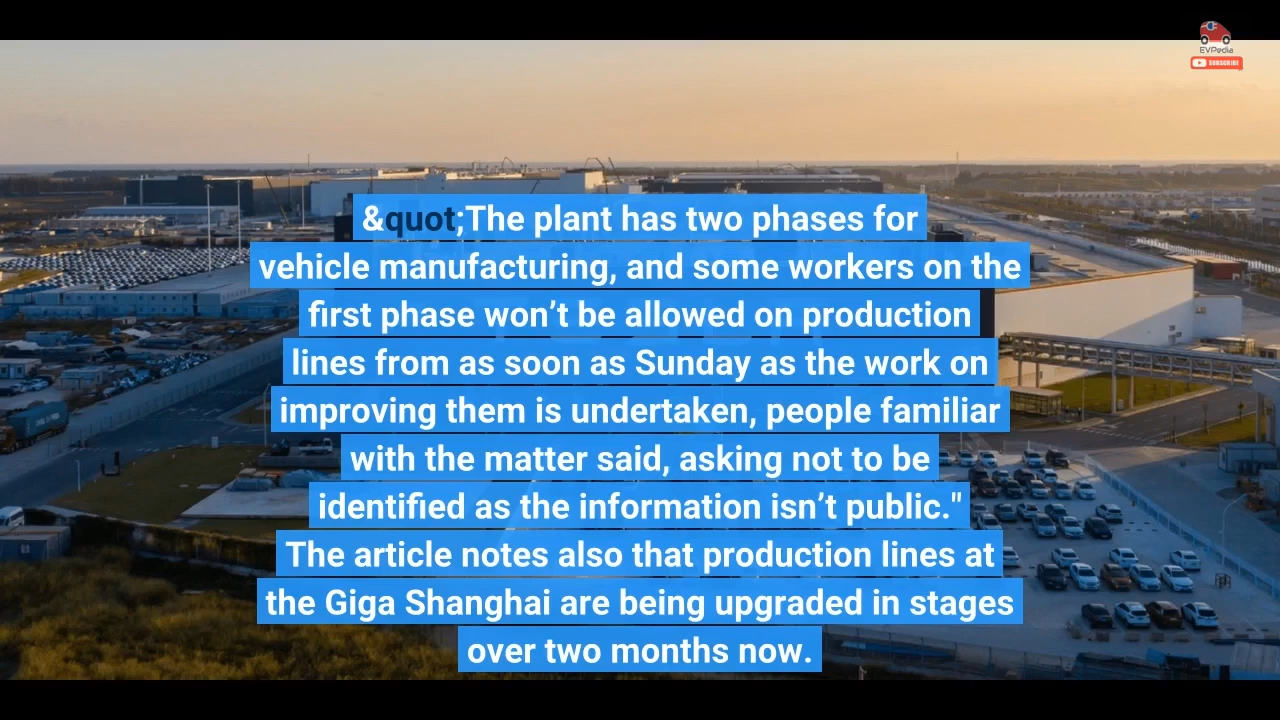 EVPedia
SUBSCRIBE
&quot;The plant has two phases for
vehicle manufacturing, and some workers on the
first phase won’t be allowed on production
lines from as soon as Sunday as the work on
improving them is undertaken, people familiar
with the matter said, asking not to be
identified as the information isn’t public."
The article notes also that production lines at
the Giga Shanghai are being upgraded in stages
over two months now.